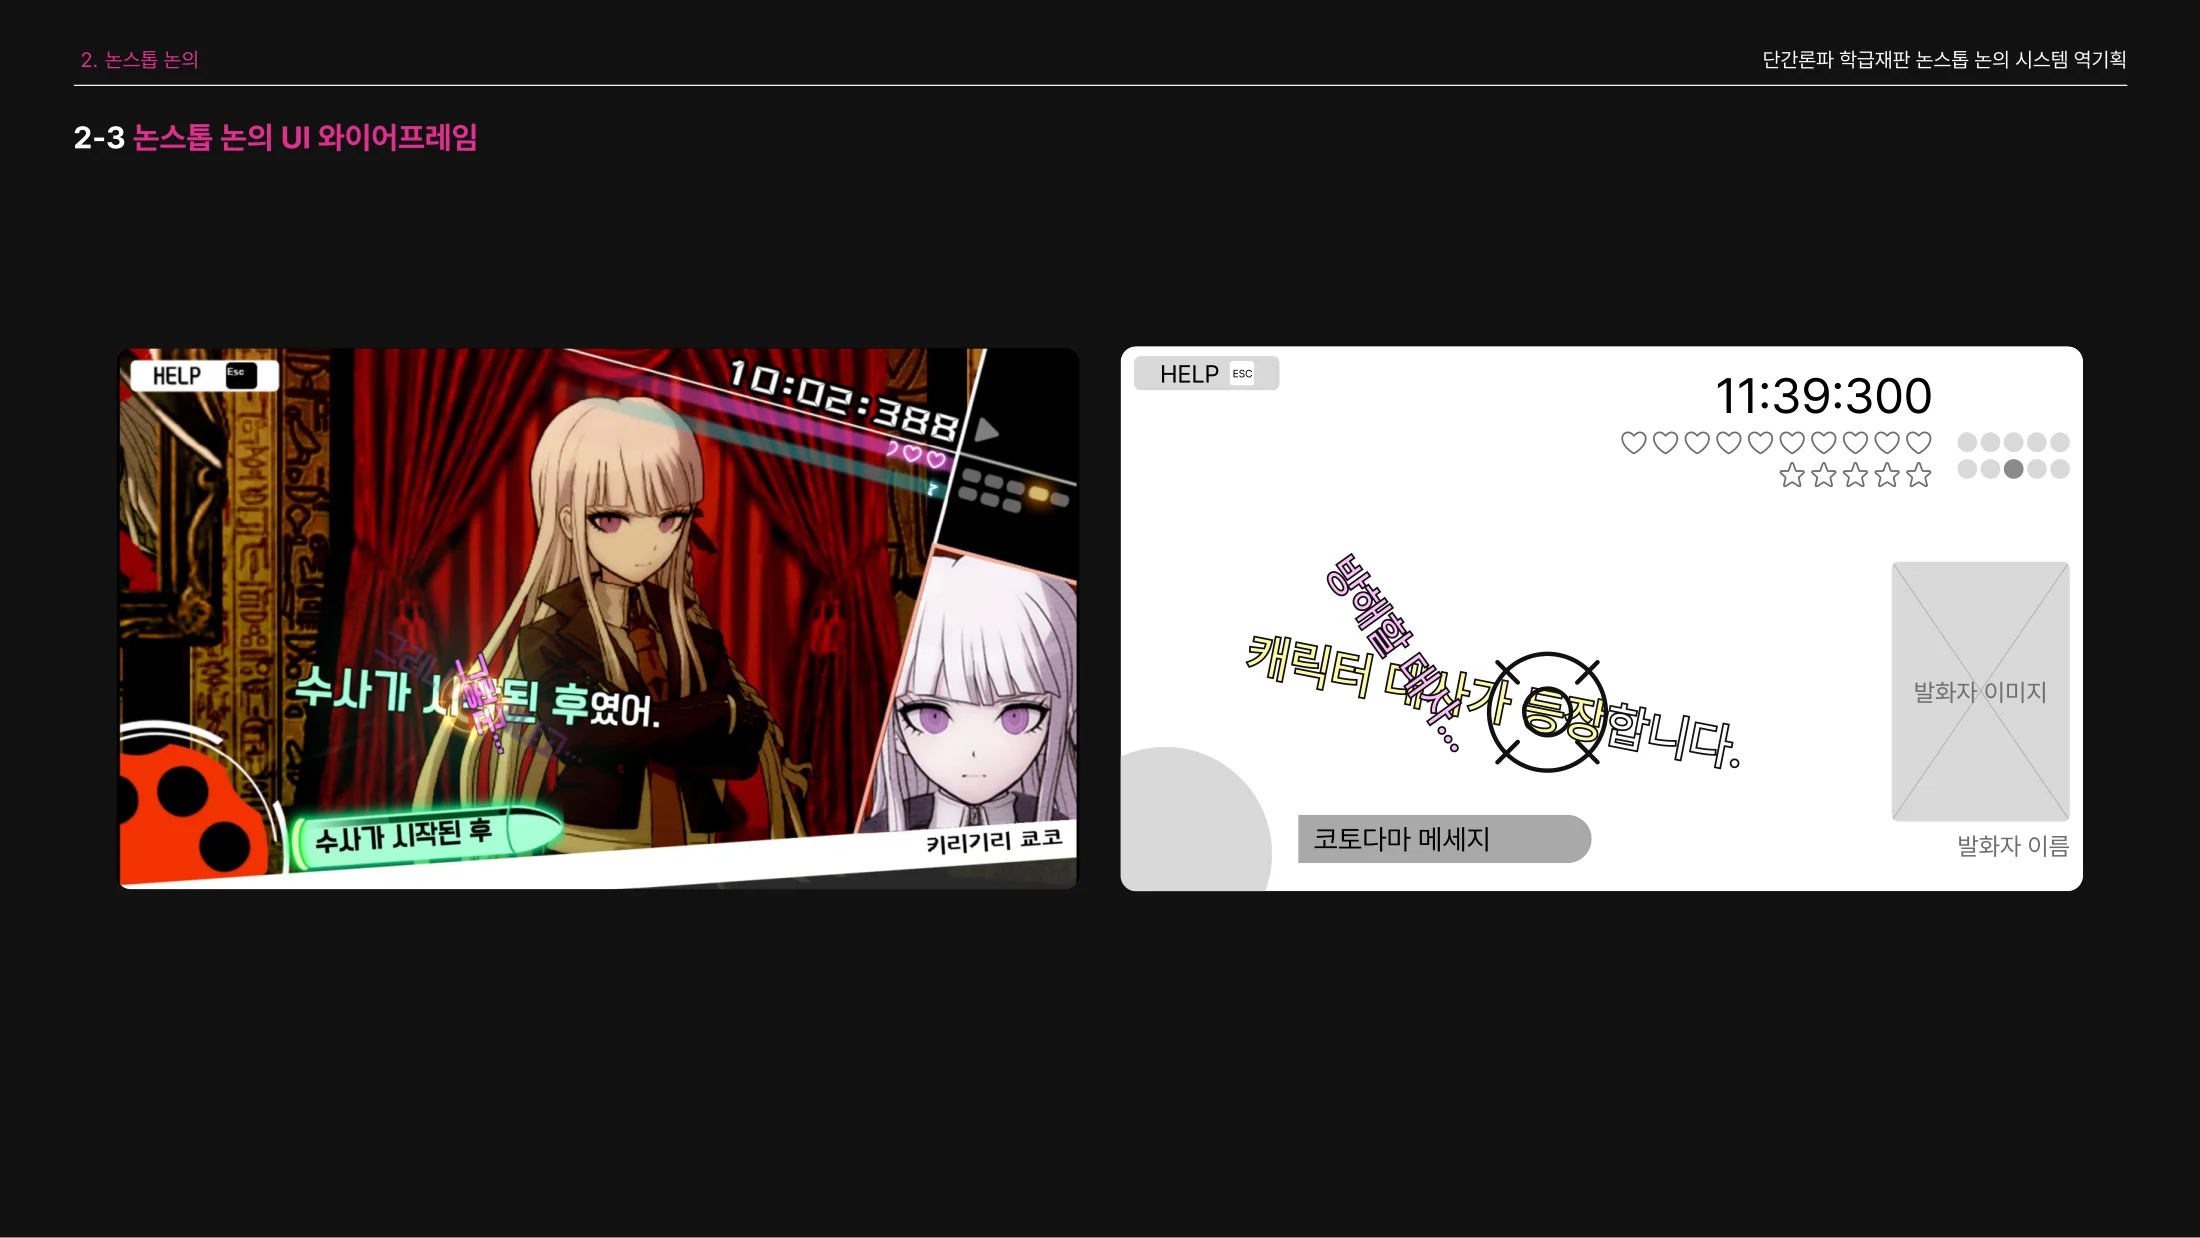 2. 논스톱 논의
단간론파 학급재판 논스톱 논의 시스템 역기획
2-3 논스톱 논의 UI 와이어프레임
HELP Esc
10:02:388
수사가 시작된 후였어.
수사가 시작된 후
키리기리 쿄코
HELP ESC
11:39:300
방해할 대사...
캐릭터 대사가 등장합니다.
발화자 이미지
코토다마 메세지
발화자 이름